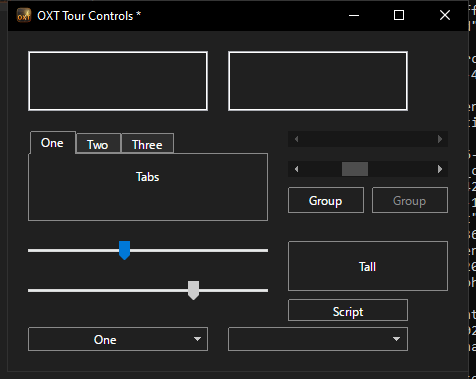 OXT Tour Controls *
One
Two
Three
Tabs
Group
Group
Tall
Script
One